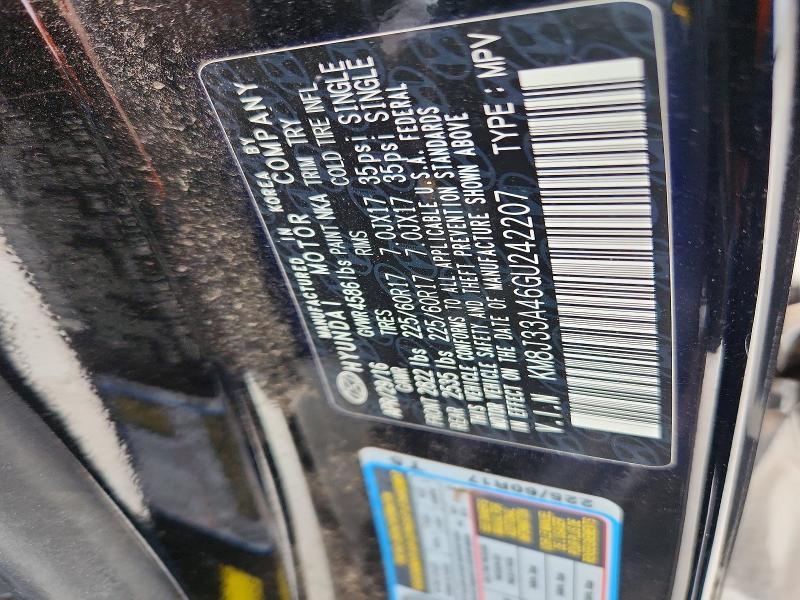 MANUFACTURED IN KOREA BY
HYUNDAI MOTOR COMPANY
GVWR 4586 lbs PAINT NKA TRIM TRY
GAWR TIRES RIMS COLD TIRE INFL
FRONT 2822 lbs 225/60R17 7.0JX17 35psi SINGLE
REAR 2535 lbs 225/60R17 7.0JX17 35psi SINGLE
THIS VEHICLE CONFORMS TO ALL APPLICABLE U.S.A. FEDERAL
MOTOR VEHICLE SAFETY AND THEFT PREVENTION STANDARDS
IN EFFECT ON THE DATE OF MANUFACTURE SHOWN ABOVE
V.I.N KM8J33A46GU242207 TYPE : MPV
225/60R17